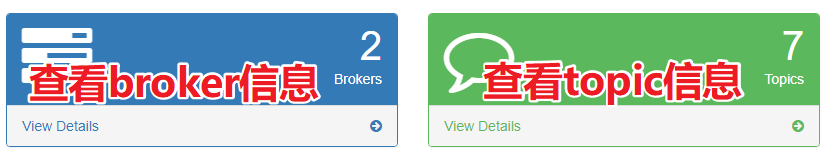 2
查看broker信息
Brokers
View Details
7
查看topic信息
Topics
View Details